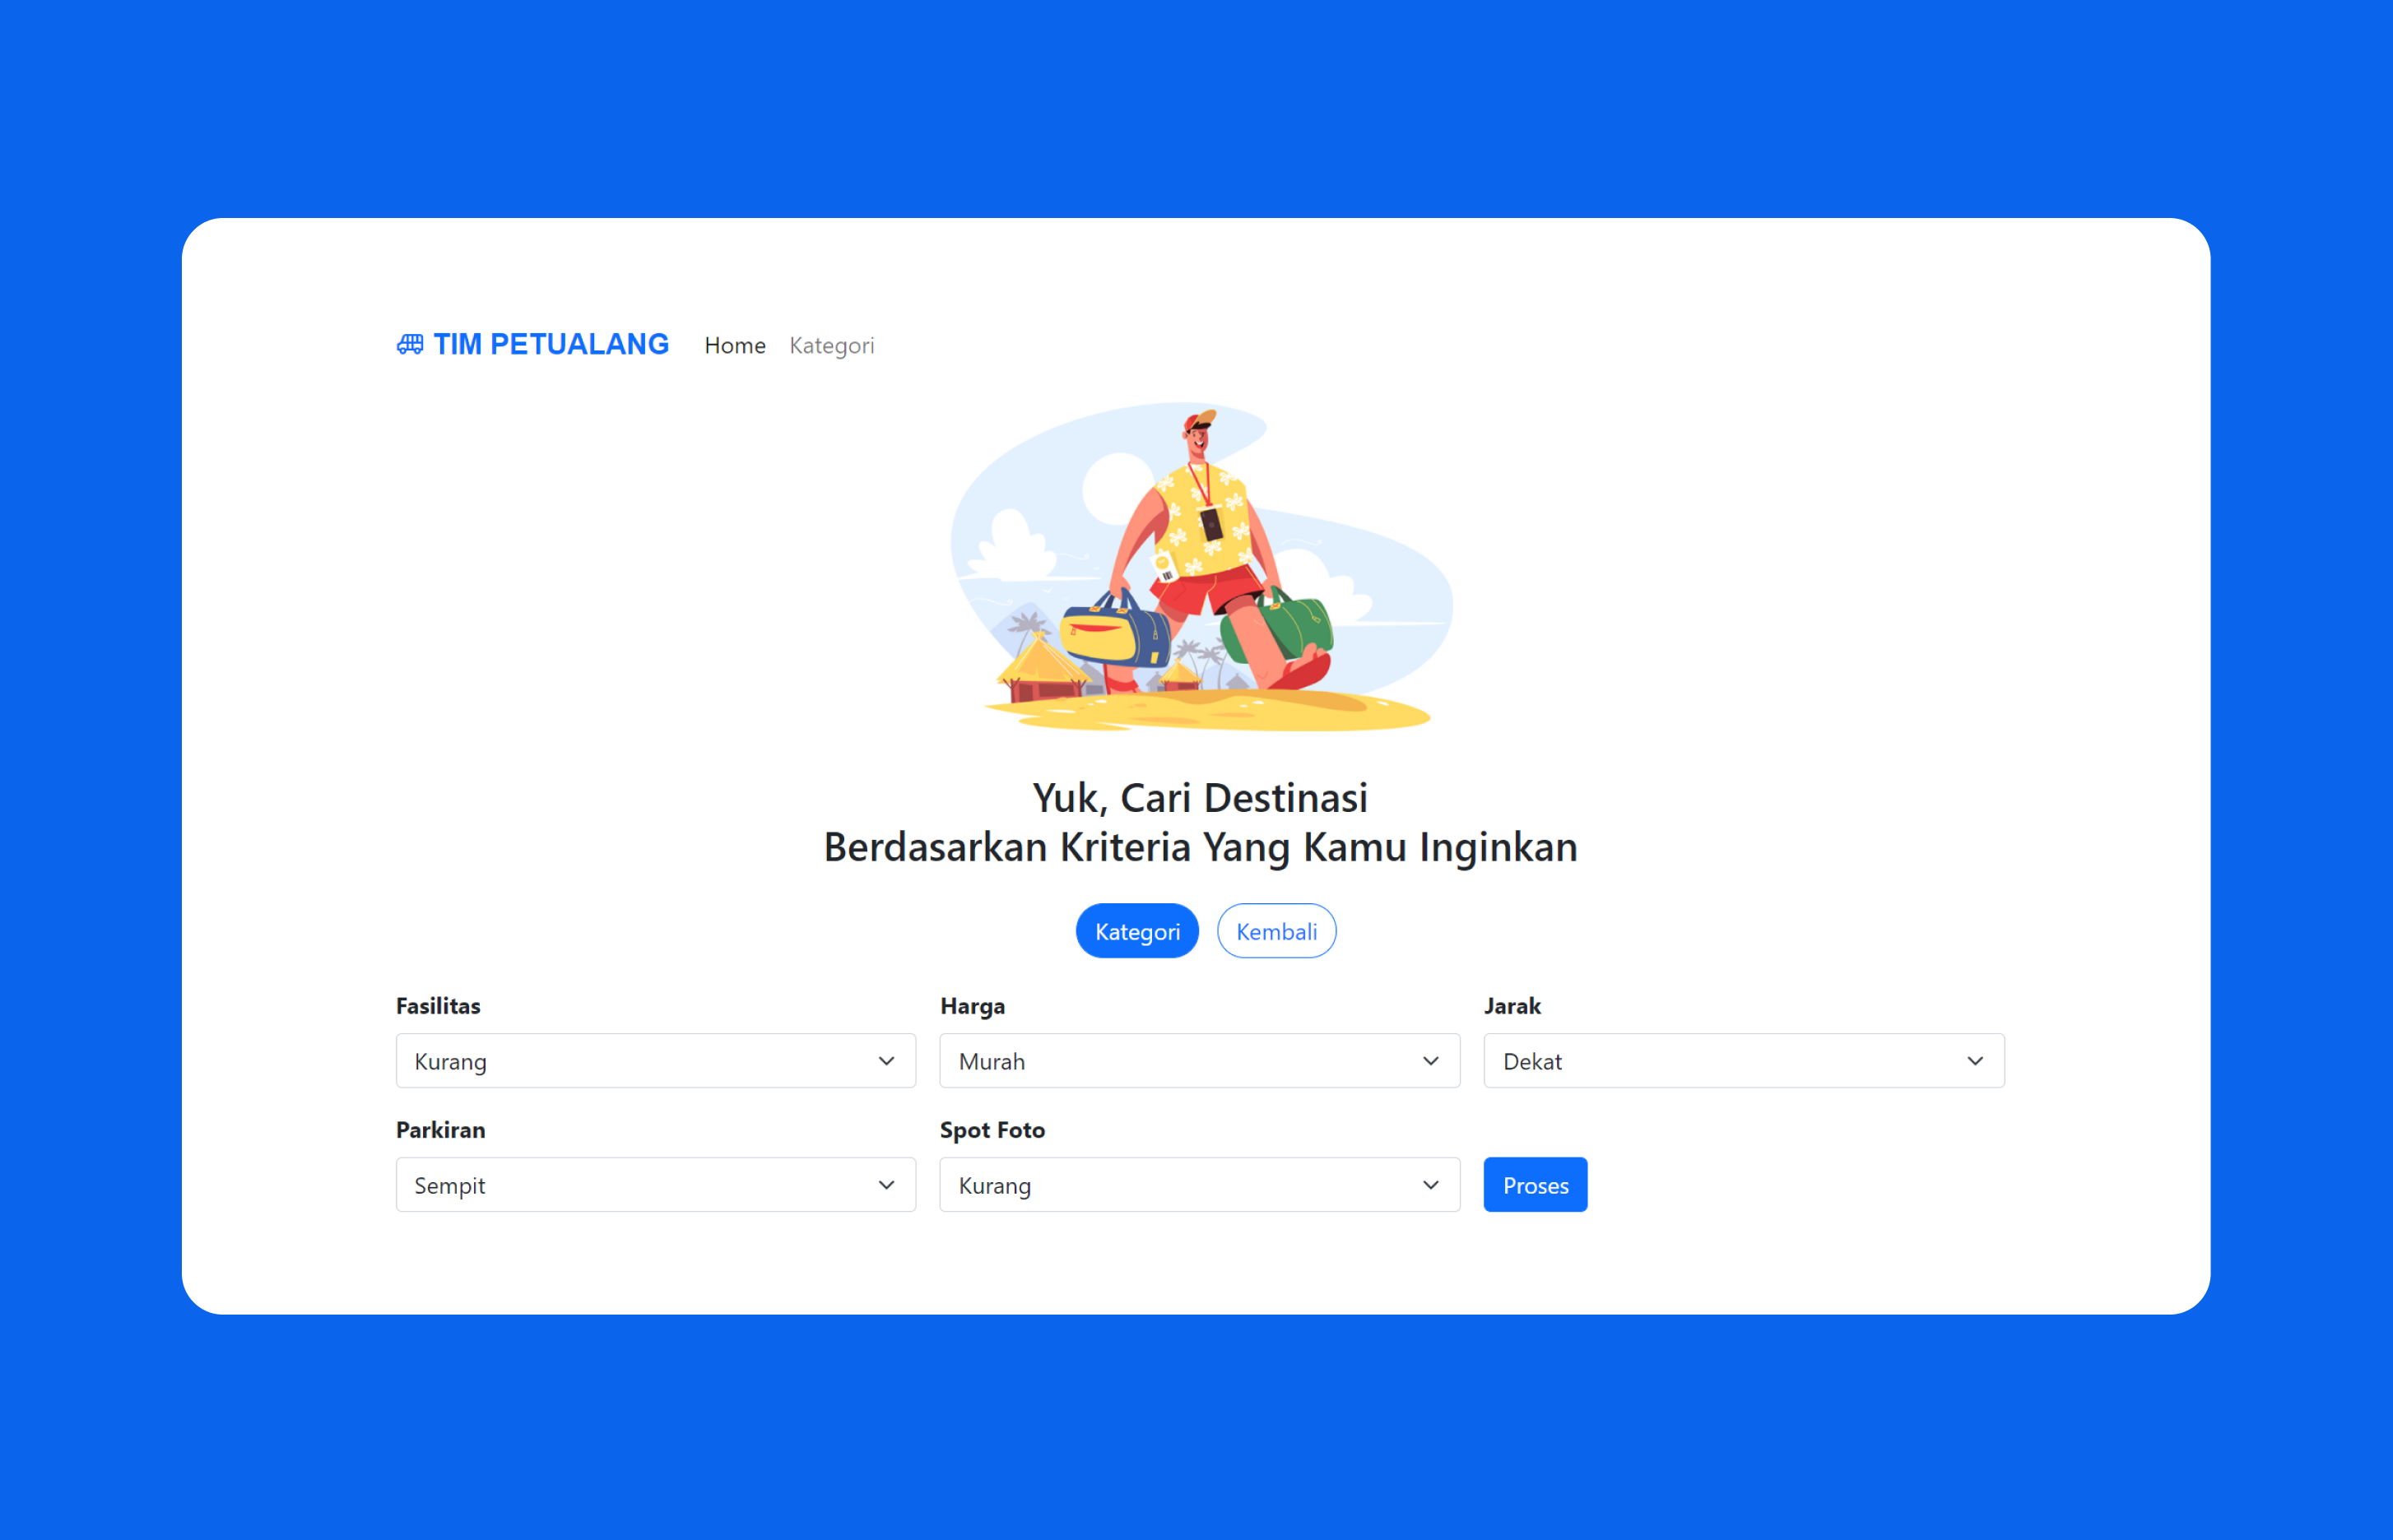 TIM PETUALANG Home Kategori
Yuk, Cari Destinasi
Berdasarkan Kriteria Yang Kamu Inginkan
Kategori Kembali
Fasilitas Harga Jarak
Kurang Murah Dekat
Parkiran Spot Foto
Sempit Kurang Proses